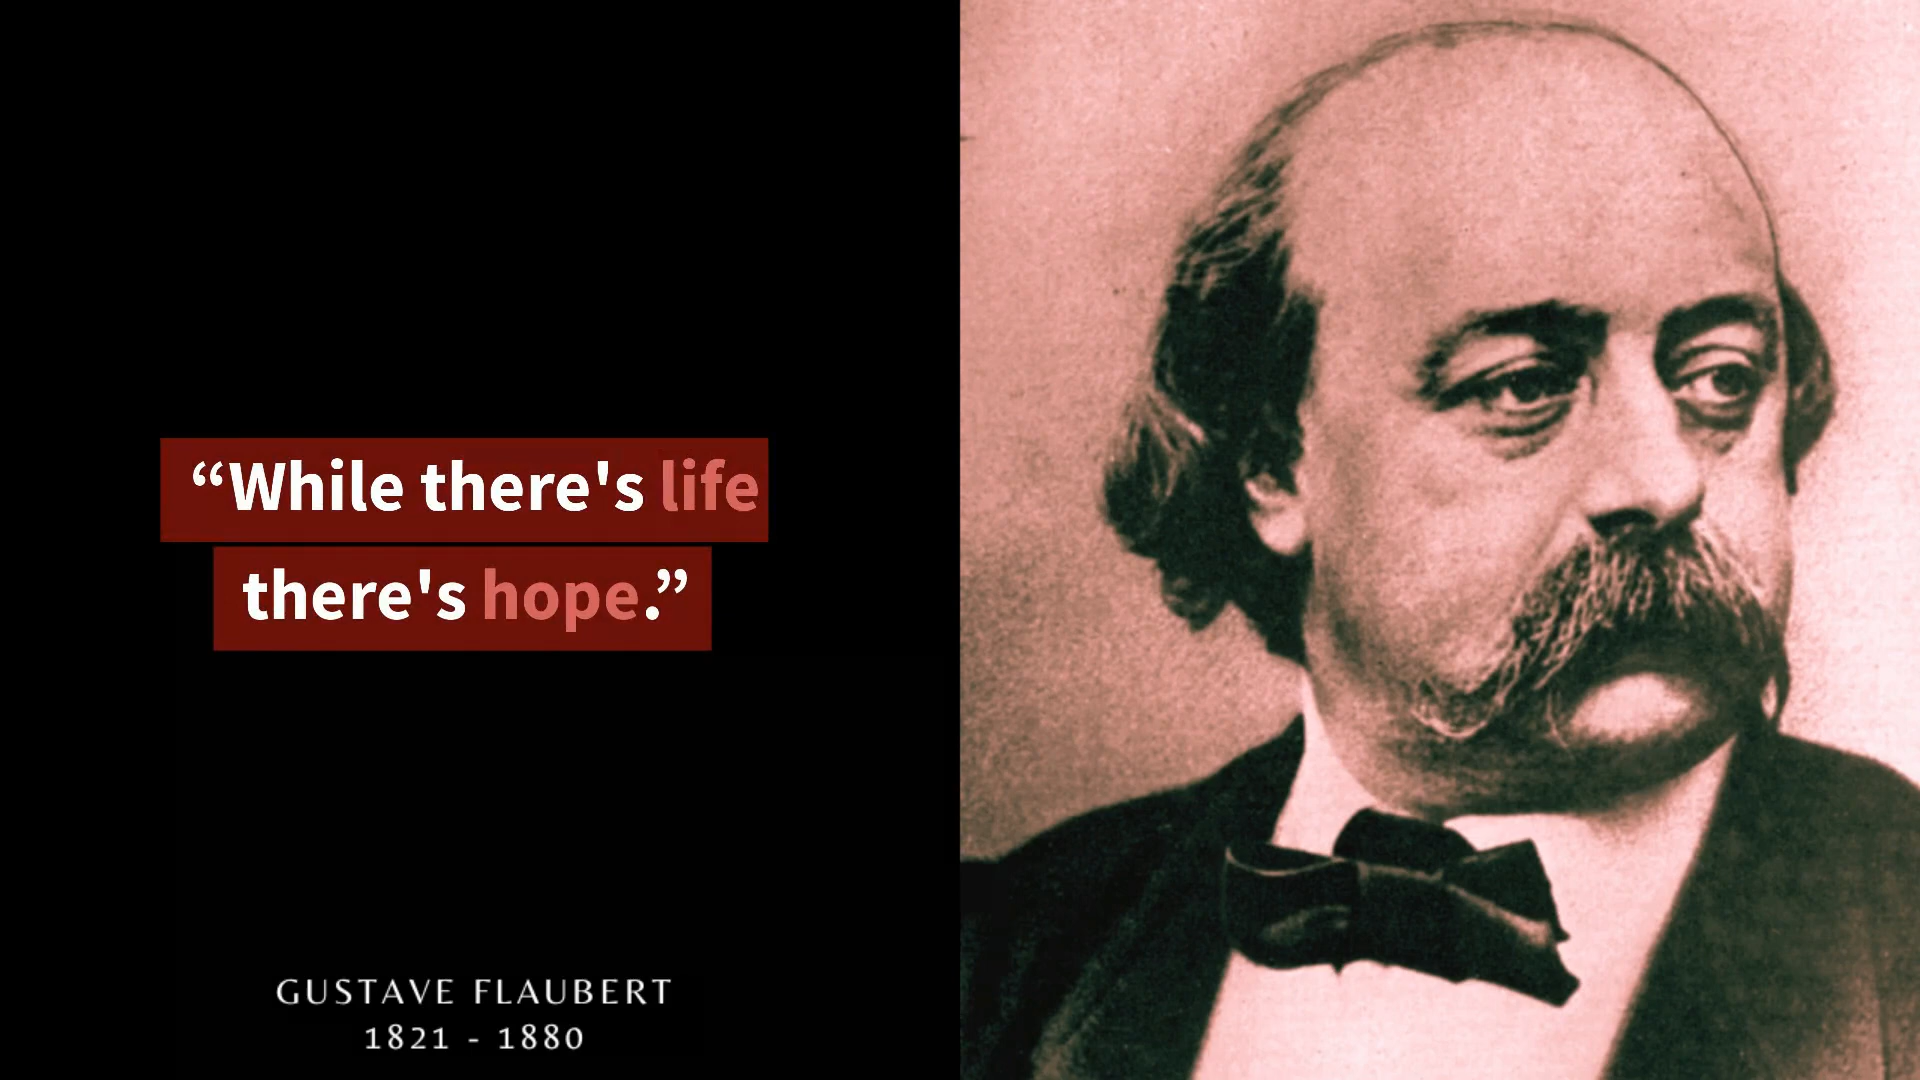 “While there's life
there's hope.”
GUSTAVE FLAUBERT
1821 - 1880